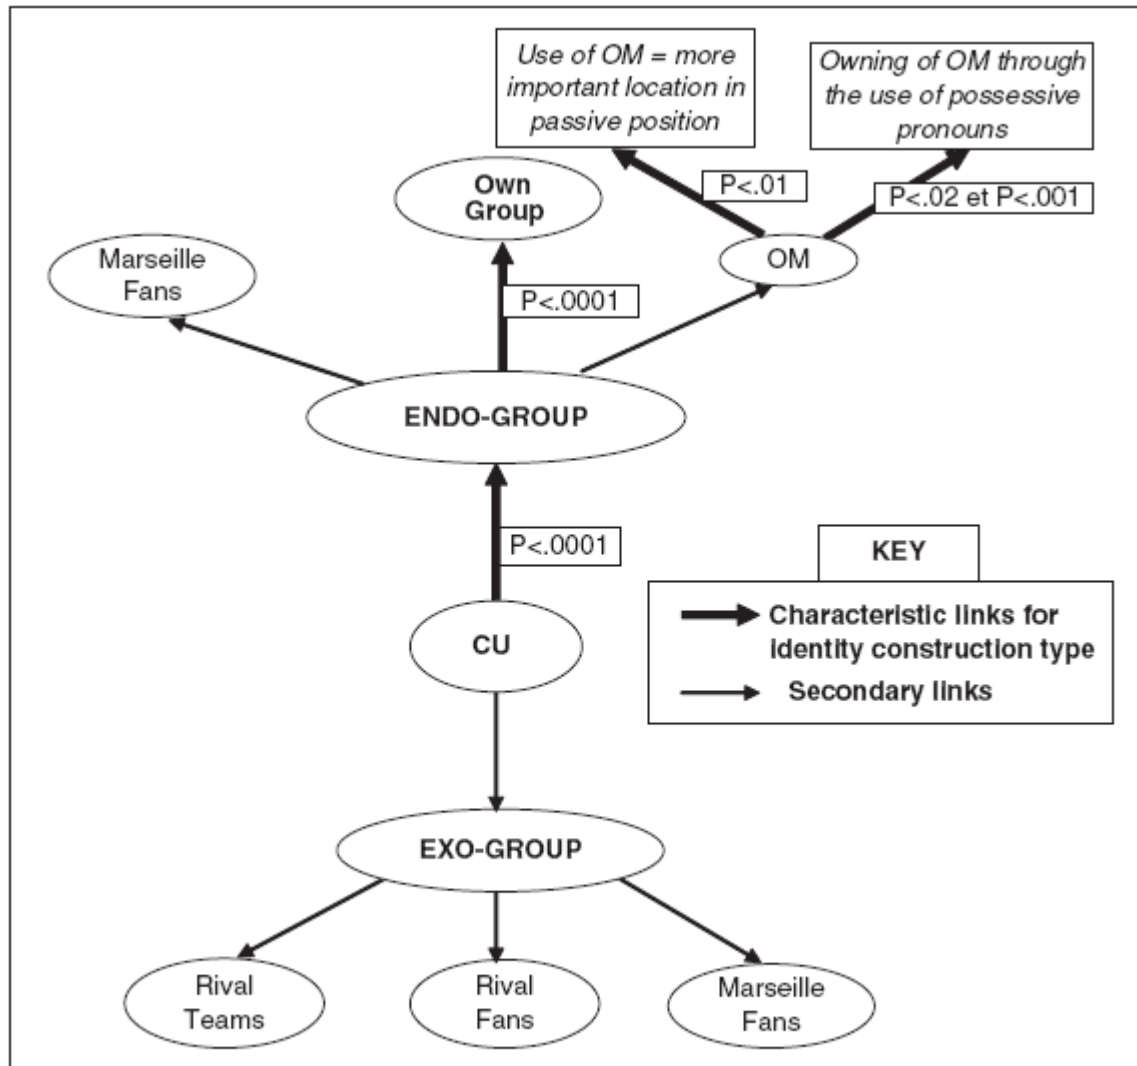 Use of OM = more
important location in
passive position
Owning of OM through
the use of possessive
pronouns
Own
Group
P<.01
P<.02 et P<.001
Marseille
Fans
OM
P<.0001
ENDO-GROUP
P<.0001
KEY
CU
Characteristic links for
identity construction type
Secondary links
EXO-GROUP
Rival
Teams
Rival
Fans
Marseille
Fans